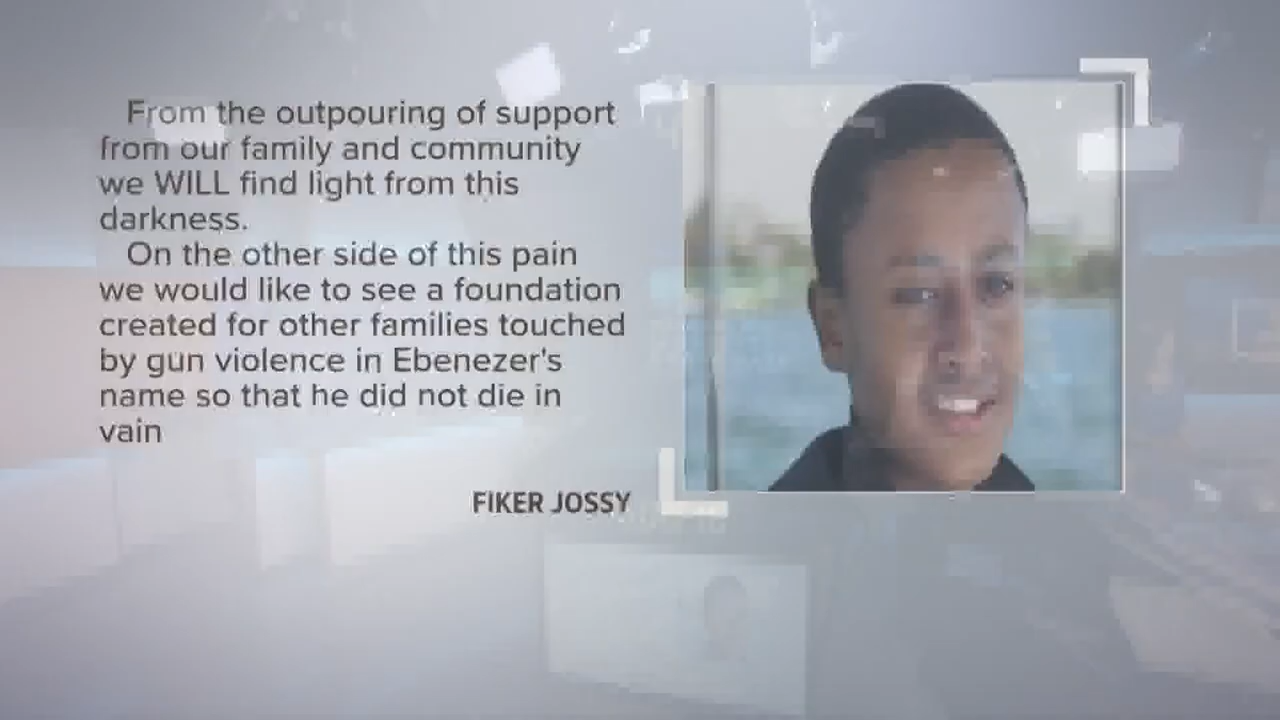 From the outpouring of support
from our family and community
we WILL find light from this
darkness.
On the other side of this pain
we would like to see a foundation
created for other families touched
by gun violence in Ebenezer's
name so that he did not die in
vain
FIKER JOSSY